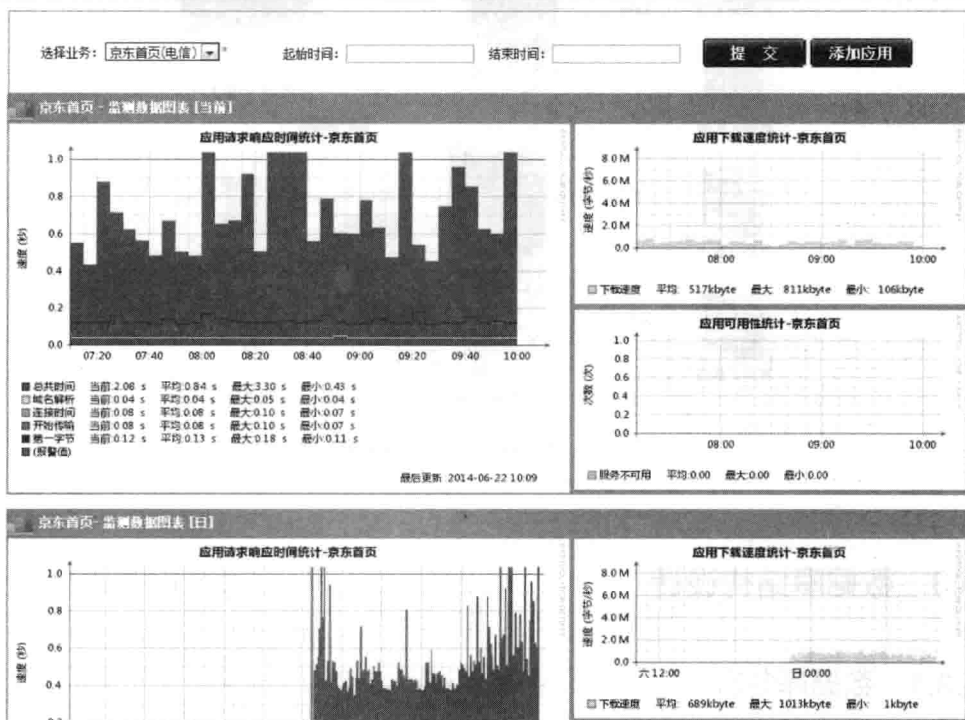 选择业务： 京东首页(电信) * 起始时间： 结束时间： 提 交 添加应用
京东首页 - 监测数据图表 [当前]
应用请求响应时间统计-京东首页
速度 (秒)
1.0
0.8
0.6
0.4
0.2
0.0
07:20 07:40 08:00 08:20 08:40 09:00 09:20 09:40 10:00
总共时间 当前:2.08 s 平均:0.84 s 最大:3.30 s 最小:0.43 s
域名解析 当前:0.04 s 平均:0.04 s 最大:0.05 s 最小:0.04 s
连接时间 当前:0.08 s 平均:0.08 s 最大:0.10 s 最小:0.07 s
开始传输 当前:0.08 s 平均:0.08 s 最大:0.10 s 最小:0.07 s
第一字节 当前:0.12 s 平均:0.13 s 最大:0.18 s 最小:0.11 s
(报警值)
最后更新:2014-06-22 10:09
应用下载速度统计-京东首页
速度 (字节/秒)
8.0 M
6.0 M
4.0 M
2.0 M
0.0
08:00 09:00 10:00
下载速度 平均: 517kbyte 最大: 811kbyte 最小: 106kbyte
应用可用性统计-京东首页
次数 (次)
1.0
0.8
0.6
0.4
0.2
0.0
08:00 09:00 10:00
服务不可用 平均:0.00 最大:0.00 最小:0.00
京东首页- 监测数据图表 [日]
应用请求响应时间统计-京东首页
速度 (秒)
1.0
0.8
0.6
0.4
0.2
应用下载速度统计-京东首页
速度 (字节/秒)
8.0 M
6.0 M
4.0 M
2.0 M
0.0
六 12:00 日 00:00
下载速度 平均: 689kbyte 最大: 1013kbyte 最小: 1kbyte